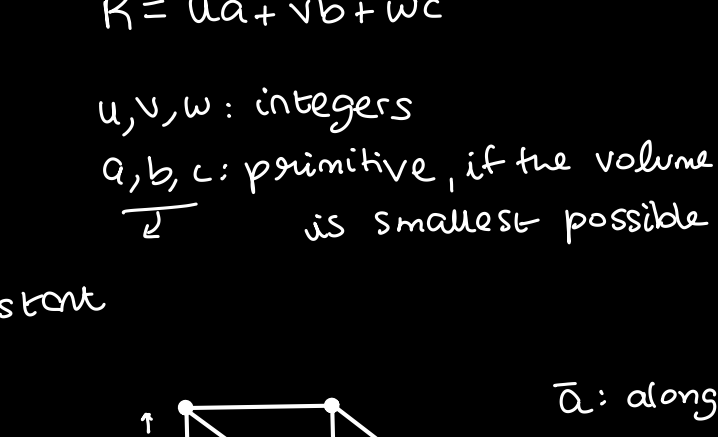 R = ua + vb + wc
u, v, w : integers
a, b, c : primitive, if the volume
is smallest possible
stant
ā : along